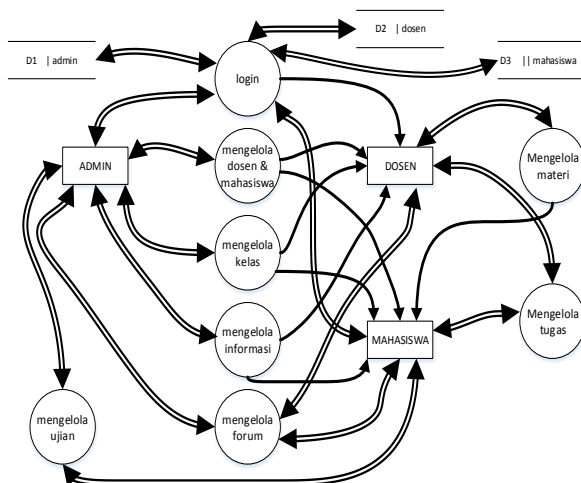 D2 | dosen
D1 | admin
login
D3 || mahasiswa
ADMIN
mengelola
dosen &
mahasiswa
DOSEN
Mengelola
materi
mengelola
kelas
mengelola
informasi
MAHASISWA
Mengelola
tugas
mengelola
ujian
mengelola
forum